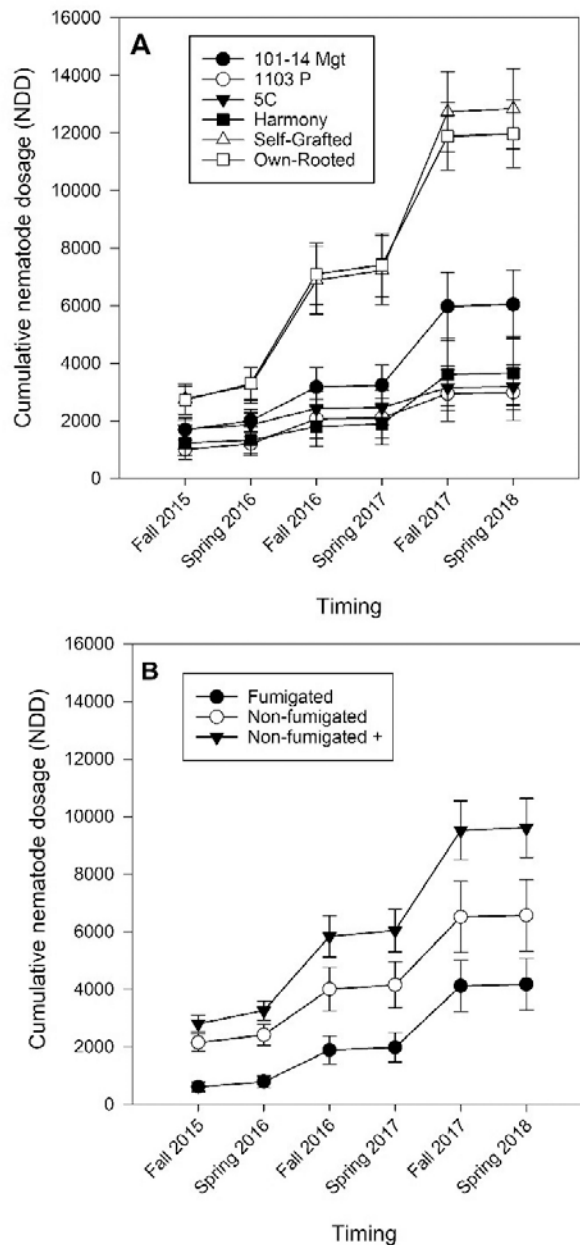 A
101-14 Mgt
1103 P
5C
Harmony
Self-Grafted
Own-Rooted
16000
14000
12000
10000
8000
6000
4000
2000
0
Cumulative nematode dosage (NDD)
Fall 2015
Spring 2016
Fall 2016
Spring 2017
Fall 2017
Spring 2018
Timing
B
Fumigated
Non-fumigated
Non-fumigated +
16000
14000
12000
10000
8000
6000
4000
2000
0
Cumulative nematode dosage (NDD)
Fall 2015
Spring 2016
Fall 2016
Spring 2017
Fall 2017
Spring 2018
Timing